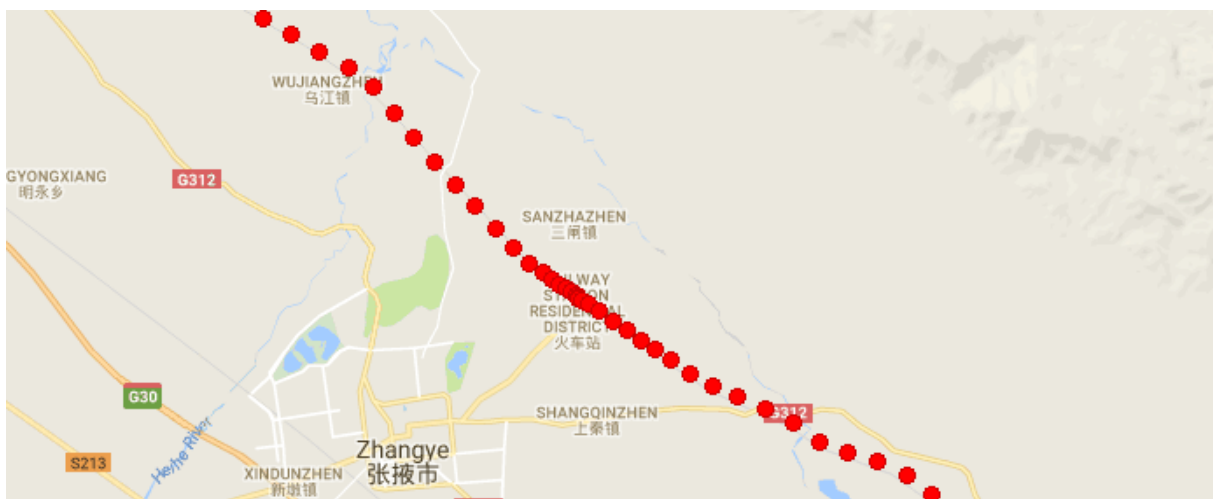 WUJIANGZHEN
乌江镇
GYONGXIANG
明永乡
G312
SANZHAZHEN
三闸镇
RESIDENTIAL
DISTRICT
火车站
G30
G312
SHANGQINZHEN
上秦镇
Heihe River
Zhangye
张掖市
S213
XINDUNZHEN
新墩镇